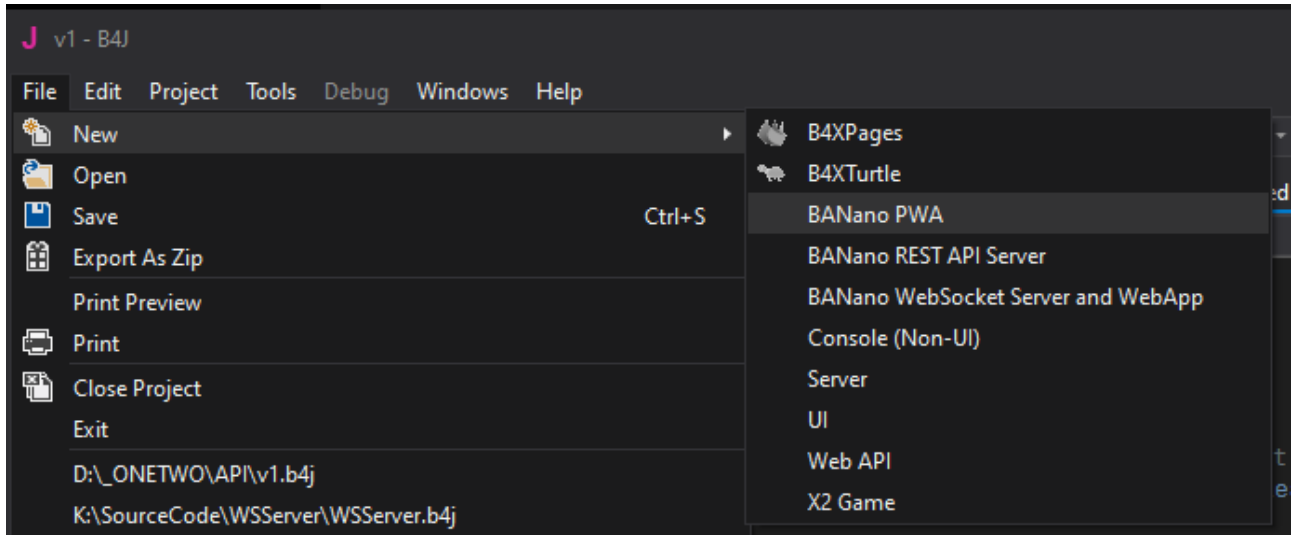 J v1 - B4J
File Edit Project Tools Debug Windows Help
New
Open
Save Ctrl+S
Export As Zip
Print Preview
Print
Close Project
Exit
D:\_ONETWO\API\v1.b4j
K:\SourceCode\WSServer\WSServer.b4j
B4XPages
B4XTurtle
BANano PWA
BANano REST API Server
BANano WebSocket Server and WebApp
Console (Non-UI)
Server
UI
Web API
X2 Game